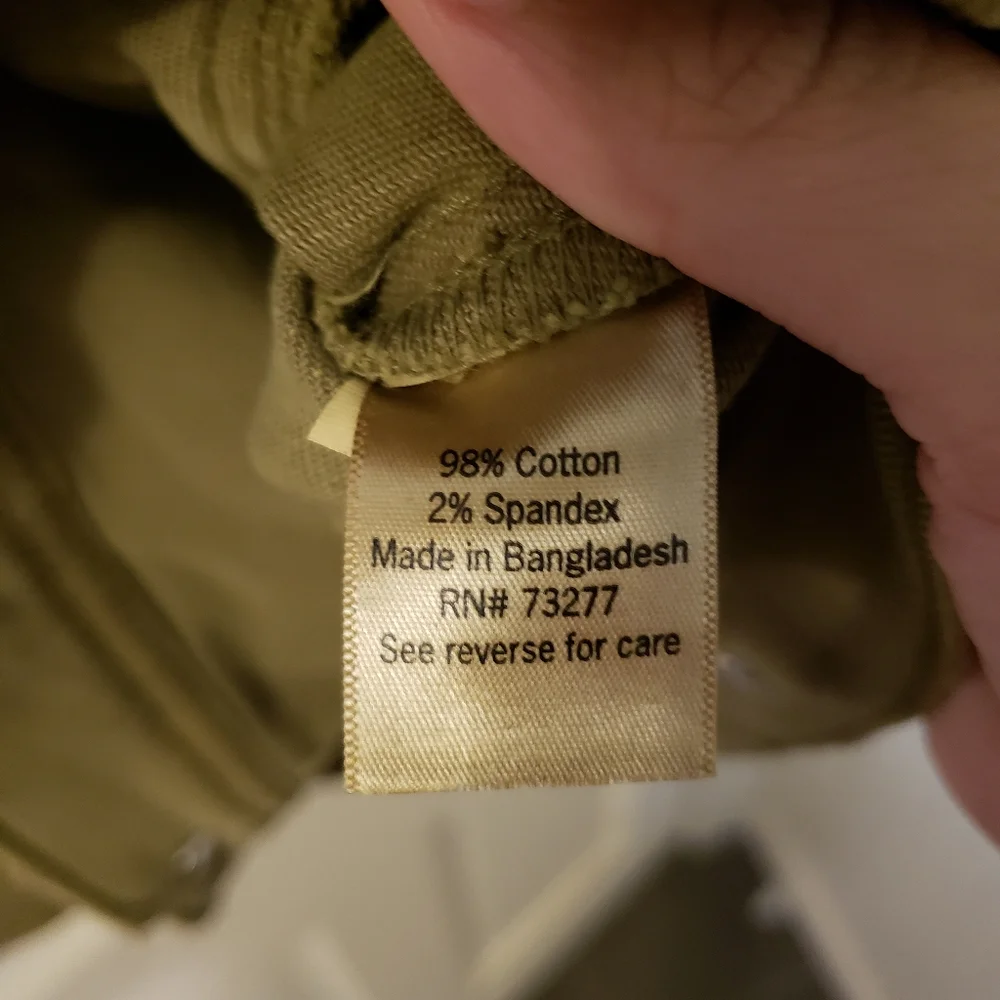 98% Cotton
2% Spandex
Made in Bangladesh
RN# 73277
See reverse for care